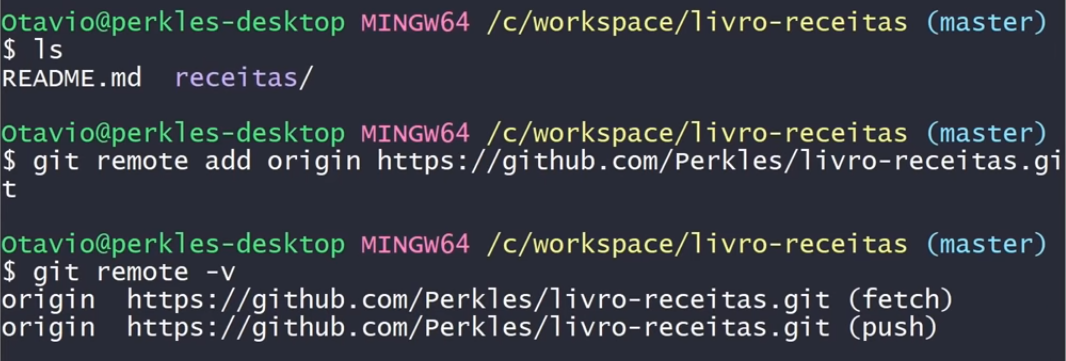 Otavio@perkles-desktop MINGW64 /c/workspace/livro-receitas (master)
$ ls
README.md  receitas/
Otavio@perkles-desktop MINGW64 /c/workspace/livro-receitas (master)
$ git remote add origin https://github.com/Perkles/livro-receitas.gi
t
Otavio@perkles-desktop MINGW64 /c/workspace/livro-receitas (master)
$ git remote -v
origin  https://github.com/Perkles/livro-receitas.git (fetch)
origin  https://github.com/Perkles/livro-receitas.git (push)